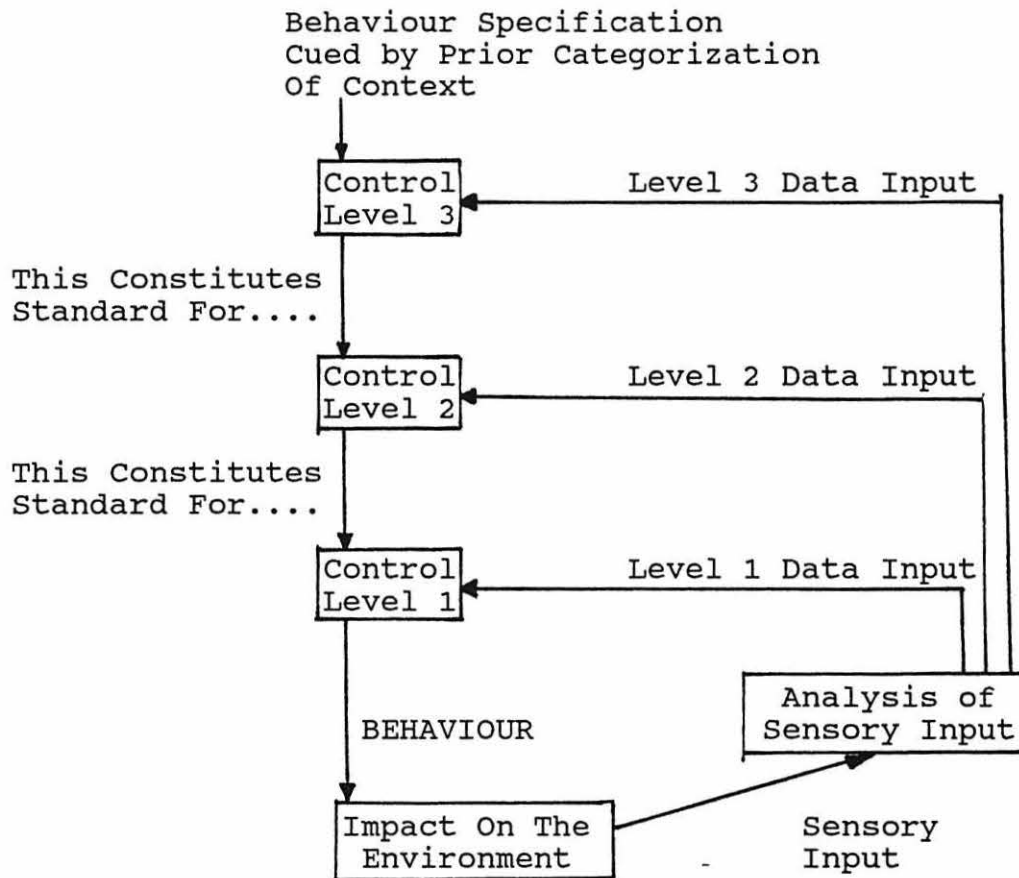 Behaviour Specification
Cued by Prior Categorization
Of Context
Control
Level 3
Level 3 Data Input
This Constitutes
Standard For....
Control
Level 2
Level 2 Data Input
This Constitutes
Standard For....
Control
Level 1
Level 1 Data Input
Analysis of
Sensory Input
BEHAVIOUR
Impact On The
Environment
Sensory
Input